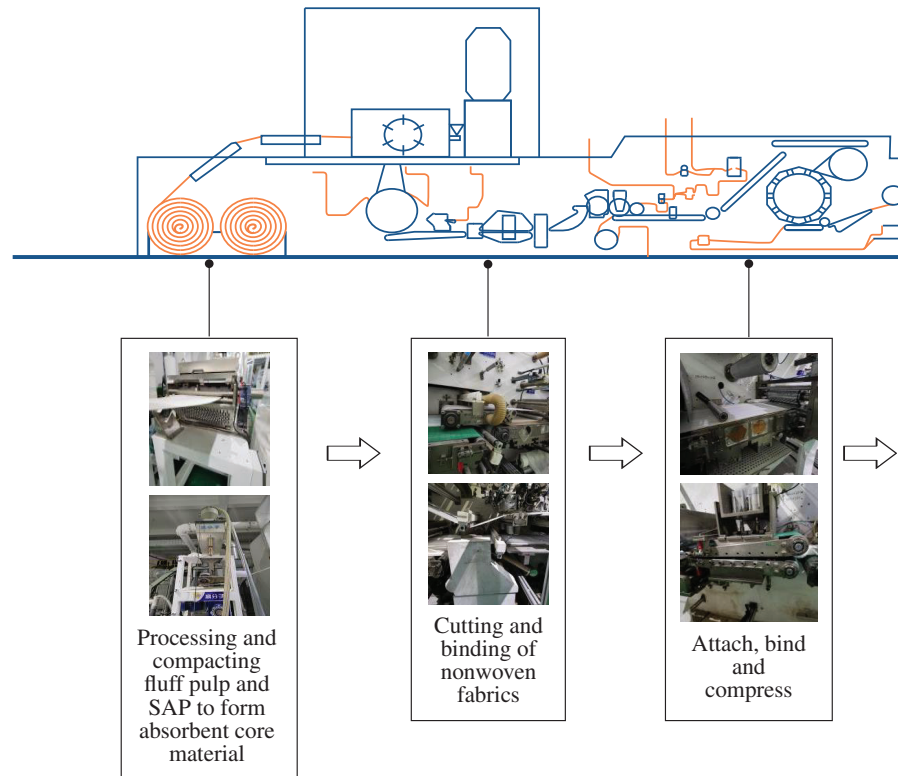 Processing and
compacting
fluff pulp and
SAP to form
absorbent core
material
Cutting and
binding of
nonwoven
fabrics
Attach, bind
and
compress